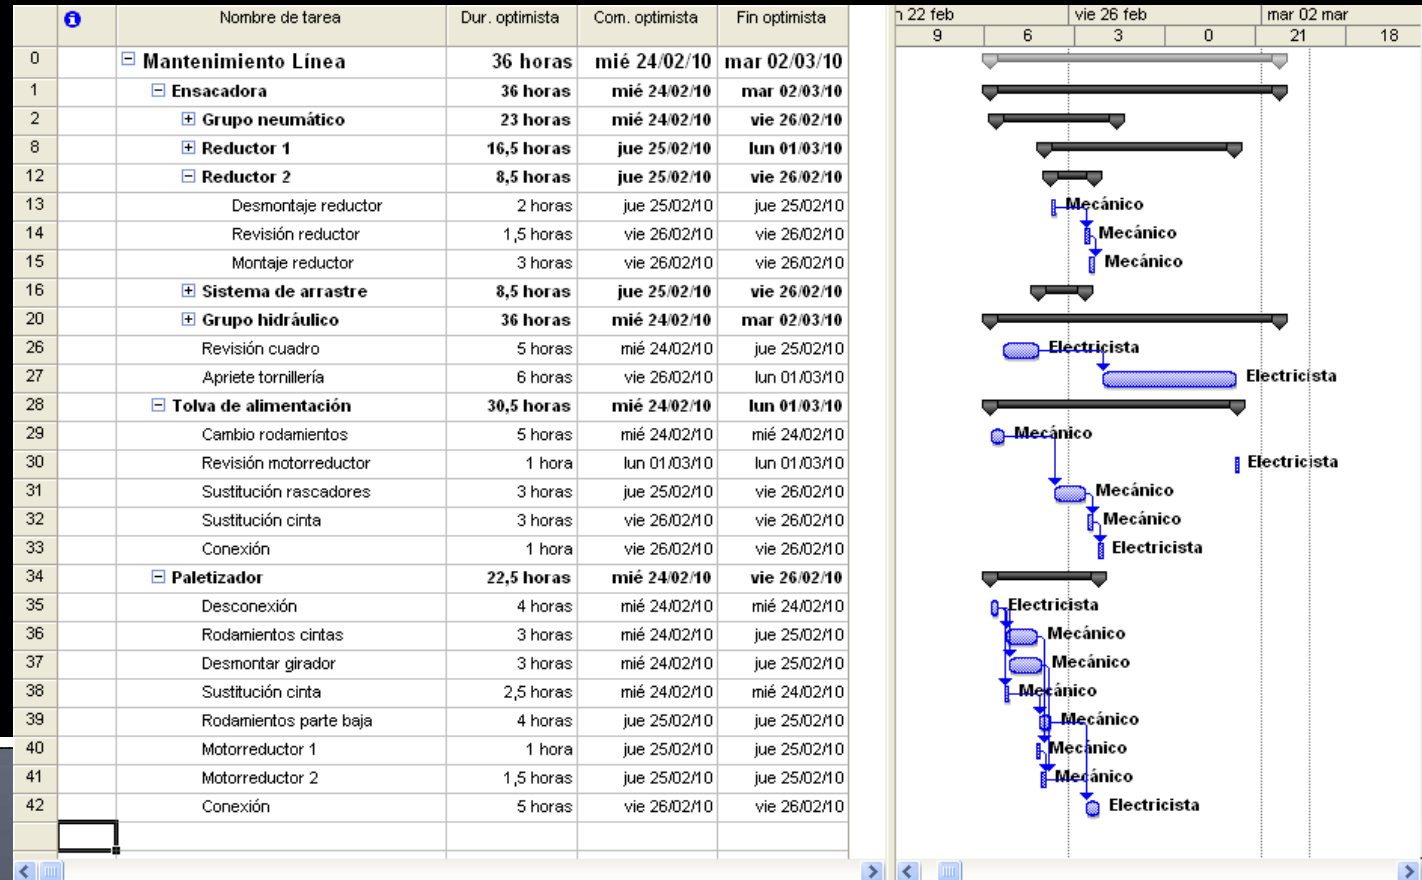 Nombre de tarea Dur. optimista Com. optimista Fin optimista 22 feb vie 26 feb mar 02 mar
9 6 3 0 21 18
0 Mantenimiento Línea 36 horas mié 24/02/10 mar 02/03/10
1 Ensacadora 36 horas mié 24/02/10 mar 02/03/10
2 Grupo neumático 23 horas mié 24/02/10 vie 26/02/10
8 Reductor 1 16,5 horas jue 25/02/10 lun 01/03/10
12 Reductor 2 8,5 horas jue 25/02/10 vie 26/02/10
13 Desmontaje reductor 2 horas jue 25/02/10 jue 25/02/10 Mecánico
14 Revisión reductor 1,5 horas vie 26/02/10 vie 26/02/10 Mecánico
15 Montaje reductor 3 horas vie 26/02/10 vie 26/02/10 Mecánico
16 Sistema de arrastre 8,5 horas jue 25/02/10 vie 26/02/10
20 Grupo hidráulico 36 horas mié 24/02/10 mar 02/03/10
26 Revisión cuadro 5 horas mié 24/02/10 jue 25/02/10 Electricista
27 Apriete tornillería 6 horas vie 26/02/10 lun 01/03/10 Electricista
28 Tolva de alimentación 30,5 horas mié 24/02/10 lun 01/03/10
29 Cambio rodamientos 5 horas mié 24/02/10 mié 24/02/10 Mecánico
30 Revisión motorreductor 1 hora lun 01/03/10 lun 01/03/10 Electricista
31 Sustitución rascadores 3 horas jue 25/02/10 vie 26/02/10 Mecánico
32 Sustitución cinta 3 horas vie 26/02/10 vie 26/02/10 Mecánico
33 Conexión 1 hora vie 26/02/10 vie 26/02/10 Electricista
34 Paletizador 22,5 horas mié 24/02/10 vie 26/02/10
35 Desconexión 4 horas mié 24/02/10 mié 24/02/10 Electricista
36 Rodamientos cintas 3 horas mié 24/02/10 jue 25/02/10 Mecánico
37 Desmontar girador 3 horas mié 24/02/10 jue 25/02/10 Mecánico
38 Sustitución cinta 2,5 horas mié 24/02/10 mié 24/02/10 Mecánico
39 Rodamientos parte baja 4 horas jue 25/02/10 jue 25/02/10 Mecánico
40 Motorreductor 1 1 hora jue 25/02/10 jue 25/02/10 Mecánico
41 Motorreductor 2 1,5 horas jue 25/02/10 jue 25/02/10 Mecánico
42 Conexión 5 horas vie 26/02/10 vie 26/02/10 Electricista